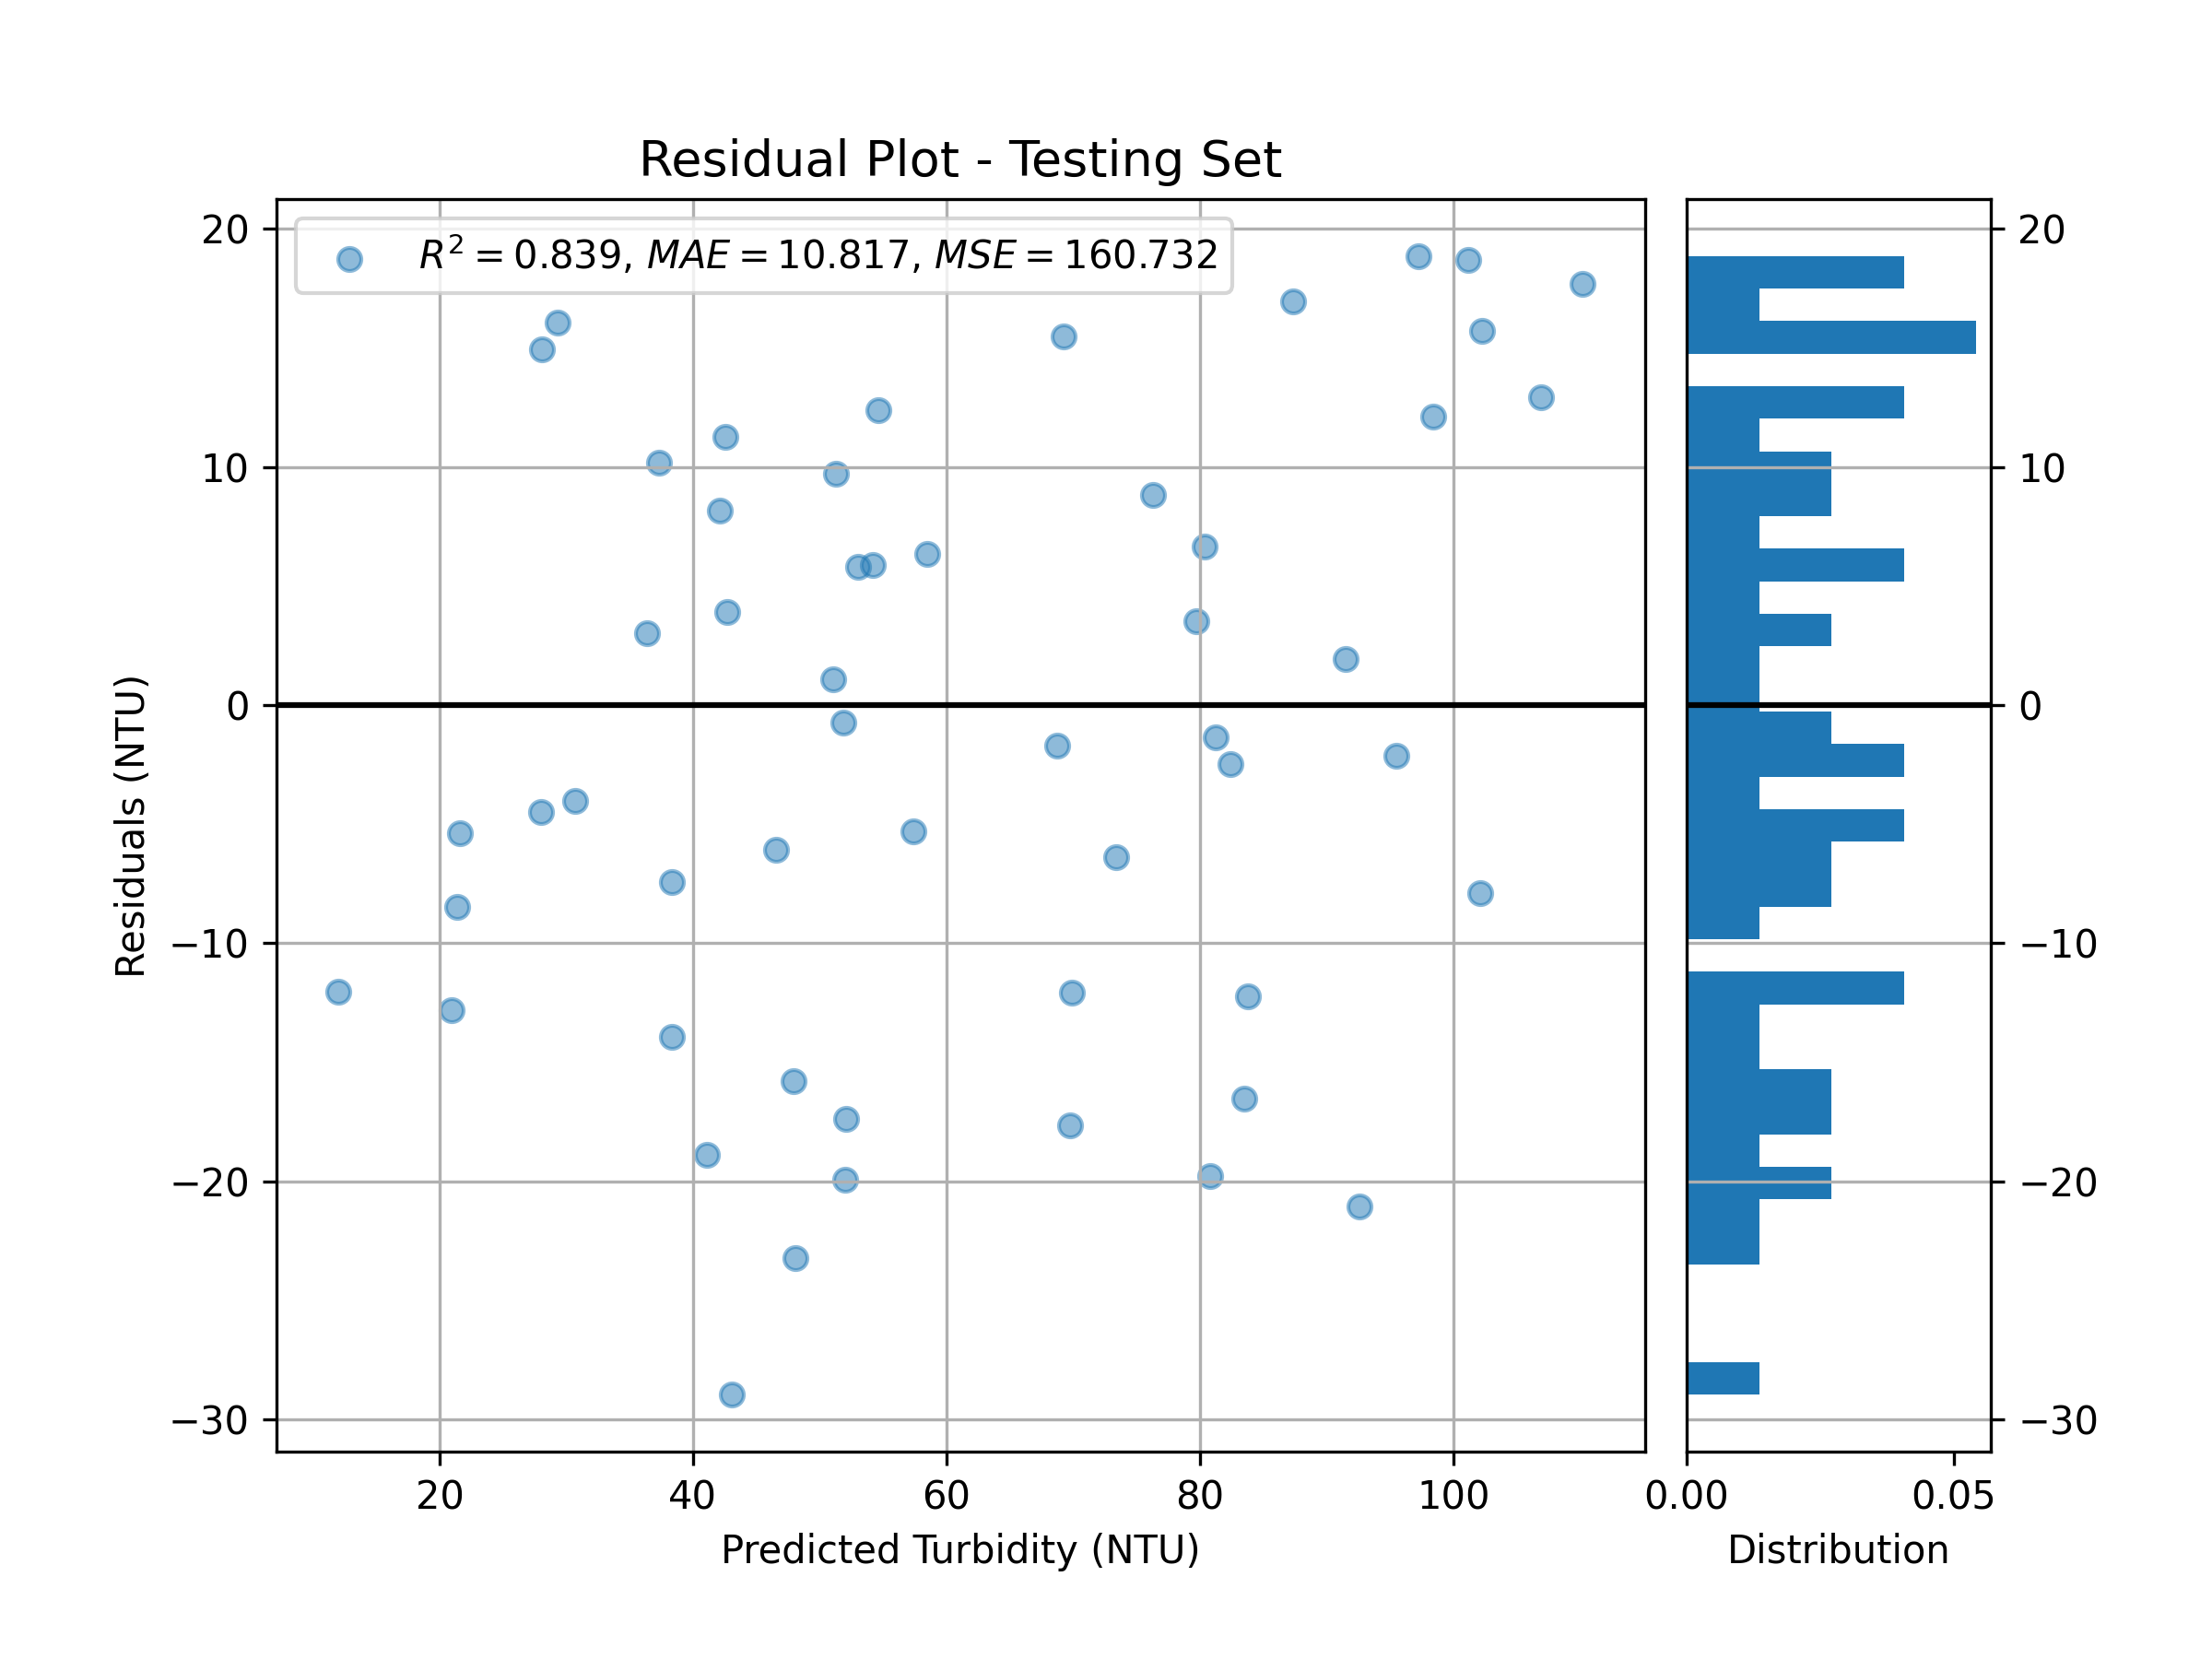 Residual Plot - Testing Set
R² = 0.839, MAE = 10.817, MSE = 160.732
Residuals (NTU)
20
10
0
−10
−20
−30
20 40 60 80 100
Predicted Turbidity (NTU)
20
10
0
−10
−20
−30
0.00 0.05
Distribution